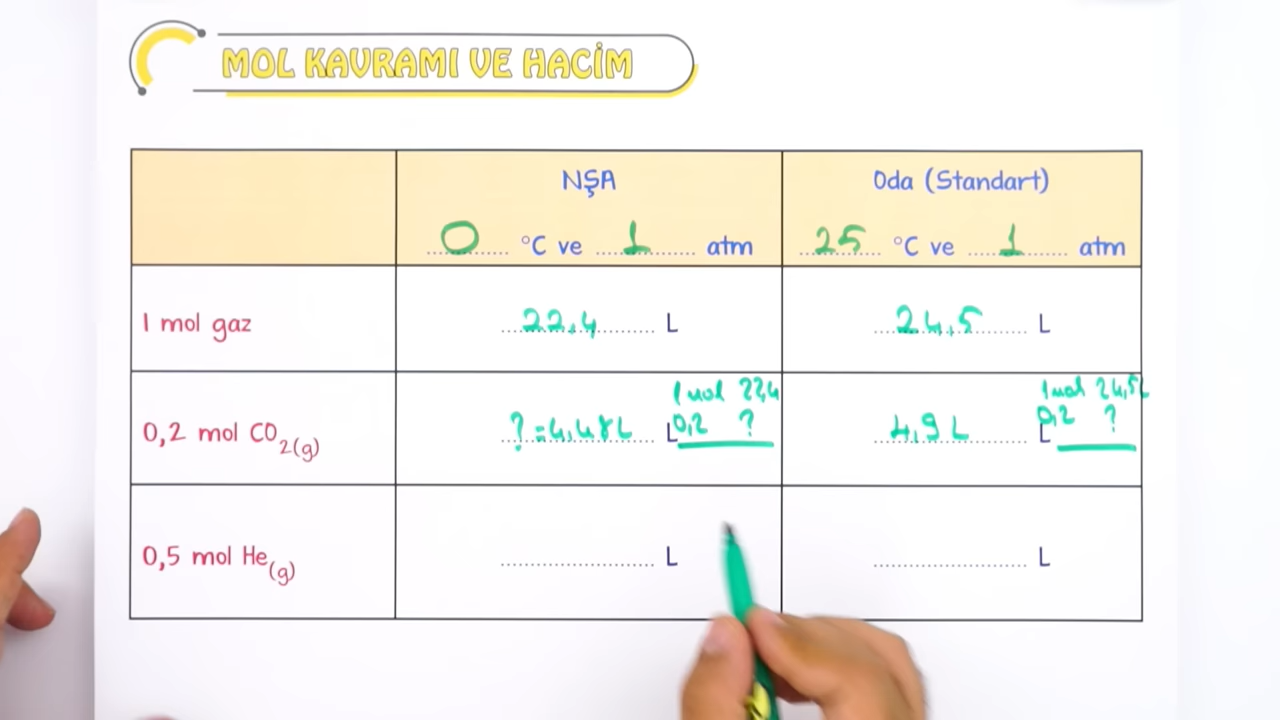 MOL KAVRAMI VE HACİM
NŞA
0 °C ve 1 atm
Oda (Standart)
25 °C ve 1 atm
1 mol gaz
22,4 L
24,5 L
0,2 mol CO2(g)
? = 4,48 L L
1 mol 22,4
0,2 ?
4,9 L L
1 mol 24,5 L
0,2 ?
0,5 mol He(g)
L
L